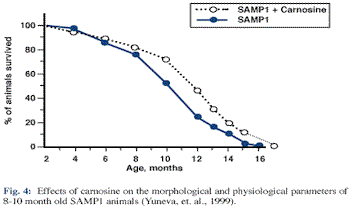 SAMP1 + Carnosine
SAMP1
100
80
60
40
20
0
% of animals survived
2 4 6 8 10 12 14 16
Age, months
Fig. 4: Effects of carnosine on the morphological and physiological parameters of
8-10 month old SAMP1 animals (Yuneva, et. al., 1999).